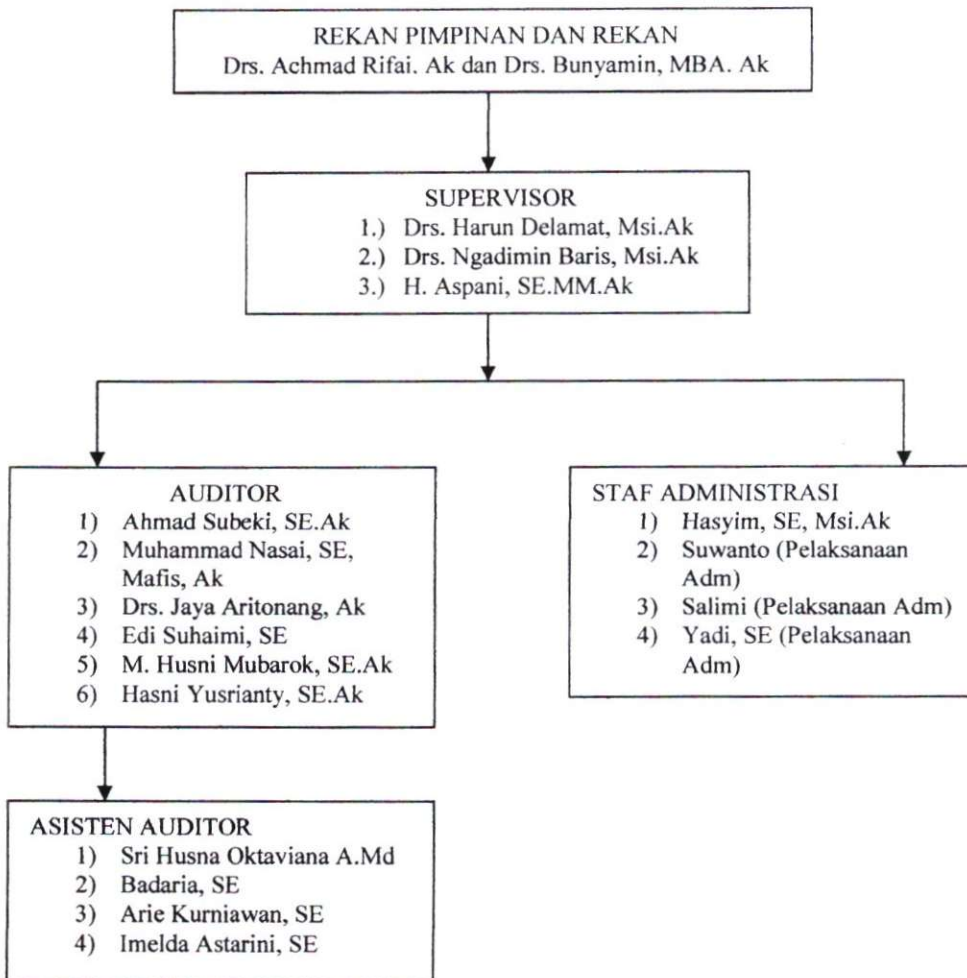 REKAN PIMPINAN DAN REKAN
Drs. Achmad Rifai. Ak dan Drs. Bunyamin, MBA. Ak
SUPERVISOR
1.) Drs. Harun Delamat, Msi.Ak
2.) Drs. Ngadimin Baris, Msi.Ak
3.) H. Aspani, SE.MM.Ak
AUDITOR
1) Ahmad Subeki, SE.Ak
2) Muhammad Nasai, SE,
Mafis, Ak
3) Drs. Jaya Aritonang, Ak
4) Edi Suhaimi, SE
5) M. Husni Mubarok, SE.Ak
6) Hasni Yusrianty, SE.Ak
STAF ADMINISTRASI
1) Hasyim, SE, Msi.Ak
2) Suwanto (Pelaksanaan
Adm)
3) Salimi (Pelaksanaan Adm)
4) Yadi, SE (Pelaksanaan
Adm)
ASISTEN AUDITOR
1) Sri Husna Oktaviana A.Md
2) Badaria, SE
3) Arie Kurniawan, SE
4) Imelda Astarini, SE